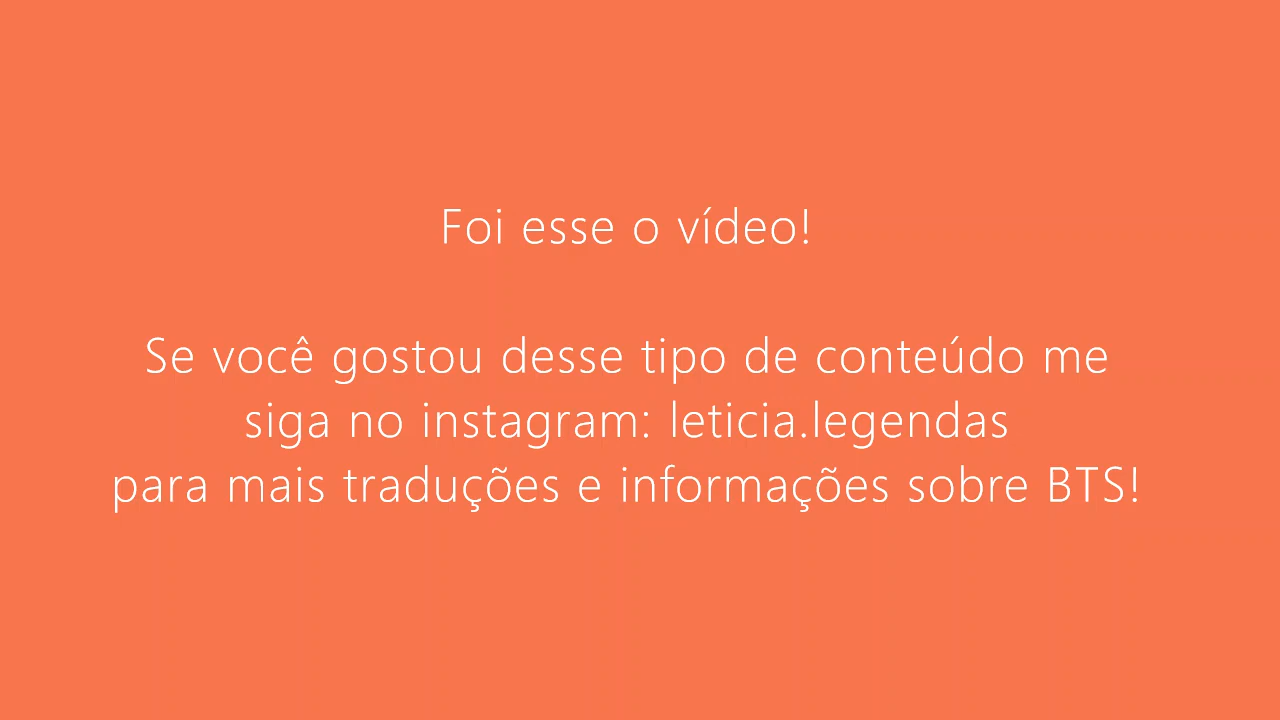 Foi esse o vídeo!
Se você gostou desse tipo de conteúdo me
siga no instagram: leticia.legendas
para mais traduções e informações sobre BTS!